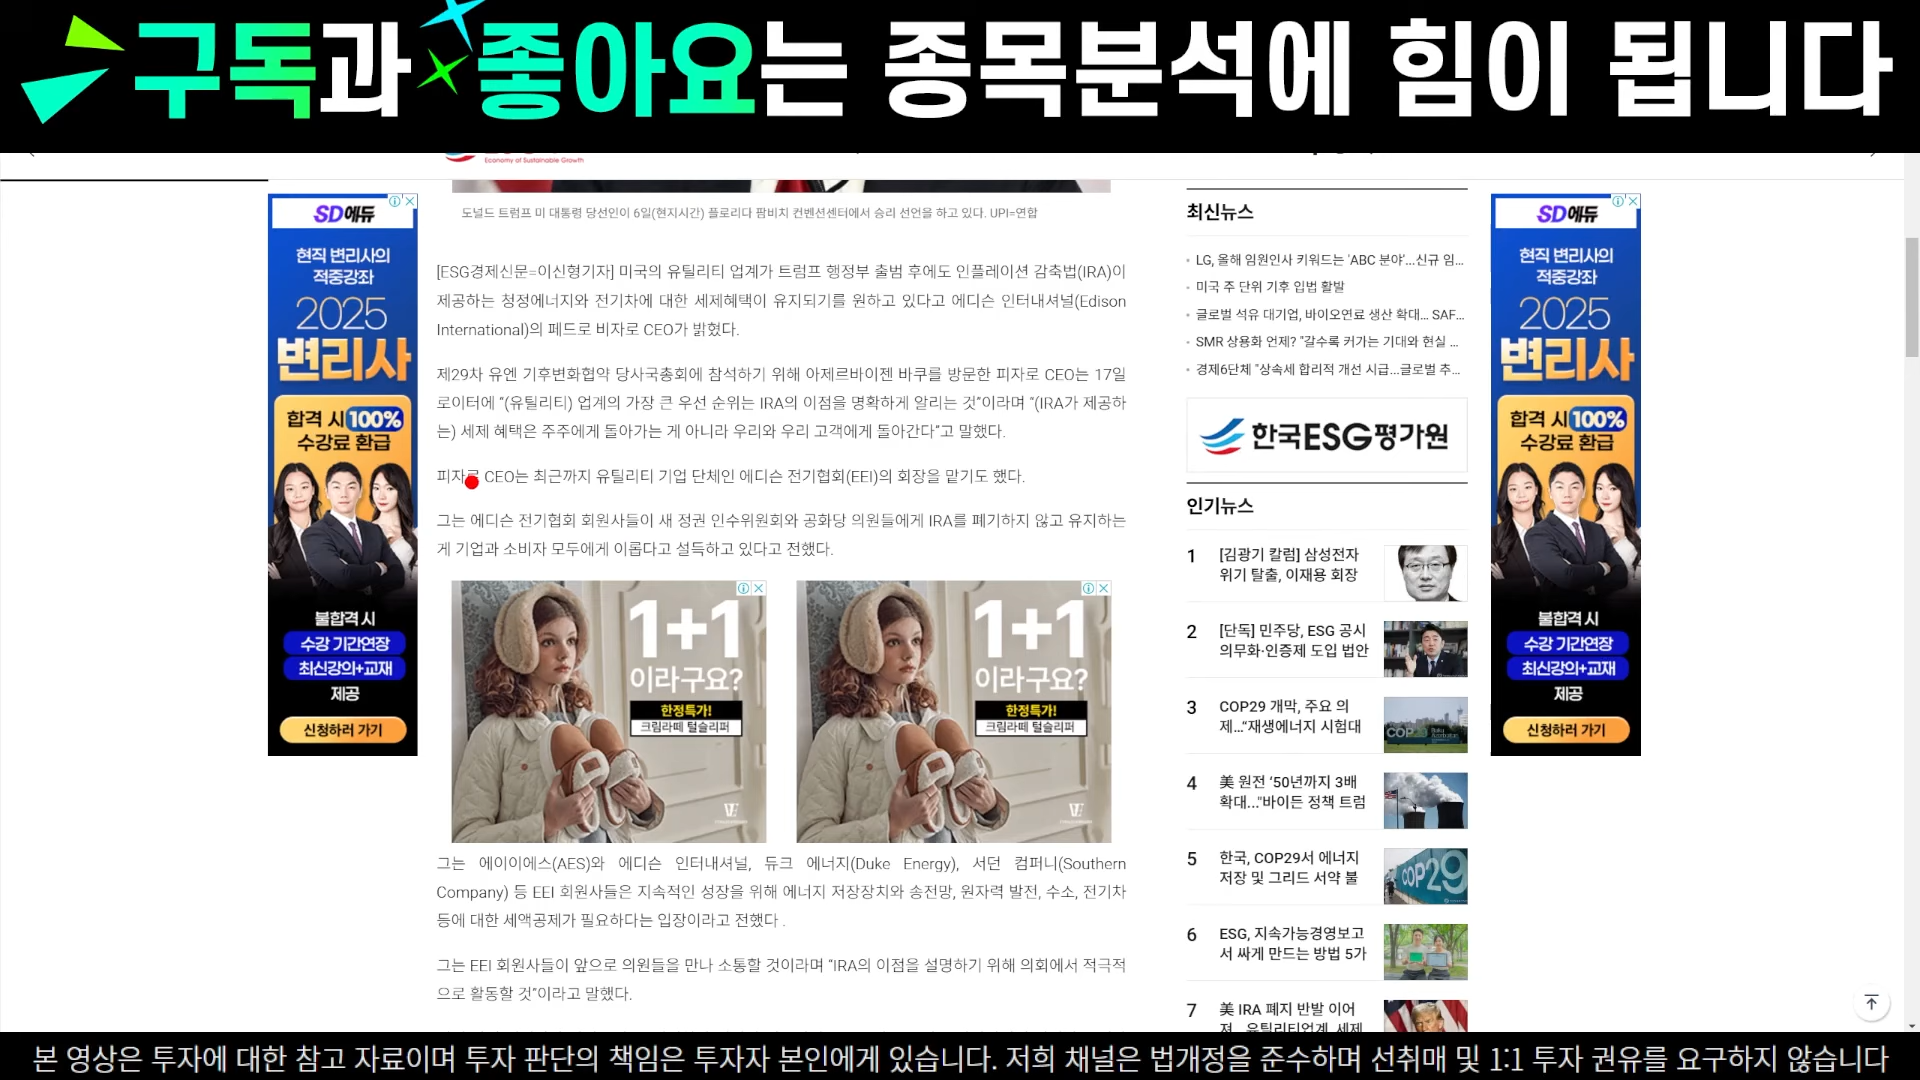 구독과 좋아요는 종목분석에 힘이 됩니다
Economy of Sustainable Growth
도널드 트럼프 미 대통령 당선인이 6일(현지시간) 플로리다 팜비치 컨벤션센터에서 승리 선언을 하고 있다. UPI=연합
[ESG경제신문=이신형기자] 미국의 유틸리티 업계가 트럼프 행정부 출범 후에도 인플레이션 감축법(IRA)이
제공하는 청정에너지와 전기차에 대한 세제혜택이 유지되기를 원하고 있다고 에디슨 인터내셔널(Edison
International)의 페드로 비자로 CEO가 밝혔다.
제29차 유엔 기후변화협약 당사국총회에 참석하기 위해 아제르바이젠 바쿠를 방문한 피자로 CEO는 17일
로이터에 “(유틸리티) 업계의 가장 큰 우선 순위는 IRA의 이점을 명확하게 알리는 것”이라며 “(IRA가 제공하
는) 세제 혜택은 주주에게 돌아가는 게 아니라 우리와 우리 고객에게 돌아간다”고 말했다.
피자로 CEO는 최근까지 유틸리티 기업 단체인 에디슨 전기협회(EEI)의 회장을 맡기도 했다.
그는 에디슨 전기협회 회원사들이 새 정권 인수위원회와 공화당 의원들에게 IRA를 폐기하지 않고 유지하는
게 기업과 소비자 모두에게 이롭다고 설득하고 있다고 전했다.
1+1
이라구요?
한정특가!
크림라떼 털슬리퍼
1+1
이라구요?
한정특가!
크림라떼 털슬리퍼
그는 에이이에스(AES)와 에디슨 인터내셔널, 듀크 에너지(Duke Energy), 서던 컴퍼니(Southern
Company) 등 EEI 회원사들은 지속적인 성장을 위해 에너지 저장장치와 송전망, 원자력 발전, 수소, 전기차
등에 대한 세액공제가 필요하다는 입장이라고 전했다 .
그는 EEI 회원사들이 앞으로 의원들을 만나 소통할 것이라며 “IRA의 이점을 설명하기 위해 의회에서 적극적
으로 활동할 것”이라고 말했다.
SD에듀
현직 변리사의
적중강좌
2025
변리사
합격 시 100%
수강료 환급
불합격 시
수강 기간연장
최신강의+교재
제공
신청하러 가기
최신뉴스
LG, 올해 임원인사 키워드는 'ABC 분야'...신규 임...
미국 주 단위 기후 입법 활발
글로벌 석유 대기업, 바이오연료 생산 확대... SAF...
SMR 상용화 언제? "갈수록 커가는 기대와 현실 ...
경제6단체 "상속세 합리적 개선 시급...글로벌 추...
한국ESG평가원
인기뉴스
1 [김광기 칼럼] 삼성전자
위기 탈출, 이재용 회장
2 [단독] 민주당, ESG 공시
의무화·인증제 도입 법안
3 COP29 개막, 주요 의
제...“재생에너지 시험대
4 美 원전 ‘50년까지 3배
확대..."바이든 정책 트럼
5 한국, COP29서 에너지
저장 및 그리드 서약 불
6 ESG, 지속가능경영보고
서 싸게 만드는 방법 5가
7 美 IRA 폐지 반발 이어
져...유틸리티업계, 세제
COP29
COP29
SD에듀
현직 변리사의
적중강좌
2025
변리사
합격 시 100%
수강료 환급
불합격 시
수강 기간연장
최신강의+교재
제공
신청하러 가기
본 영상은 투자에 대한 참고 자료이며 투자 판단의 책임은 투자자 본인에게 있습니다. 저희 채널은 법개정을 준수하며 선취매 및 1:1 투자 권유를 요구하지 않습니다